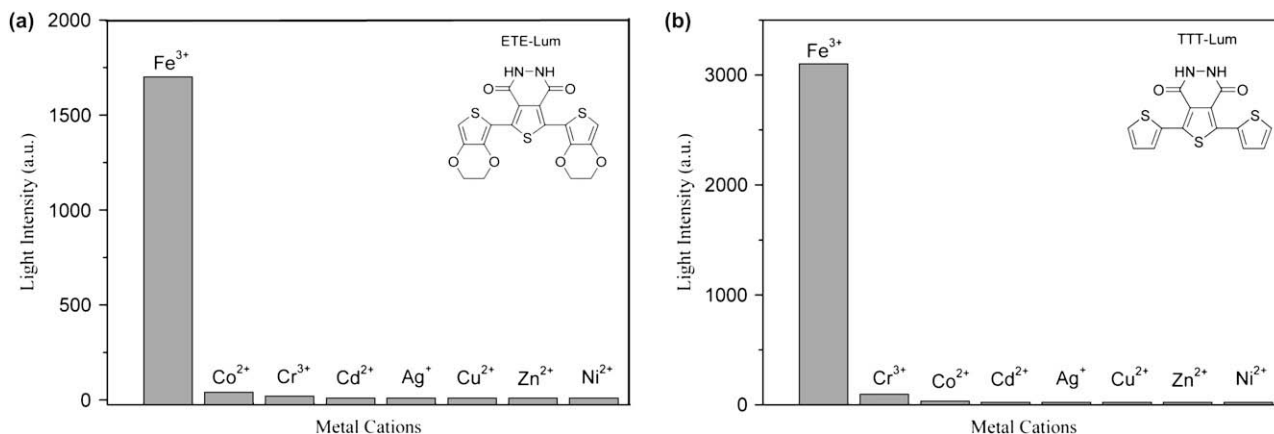 (a)
2000
1500
1000
500
0
Light Intensity (a.u.)
Fe³⁺
Co²⁺ Cr³⁺ Cd²⁺ Ag⁺ Cu²⁺ Zn²⁺ Ni²⁺
Metal Cations
ETE-Lum
HN-NH
O O
S S
S
O O O O
(b)
3000
2000
1000
0
Light Intensity (a.u.)
Fe³⁺
Cr³⁺ Co²⁺ Cd²⁺ Ag⁺ Cu²⁺ Zn²⁺ Ni²⁺
Metal Cations
TTT-Lum
HN-NH
O O
S S
S